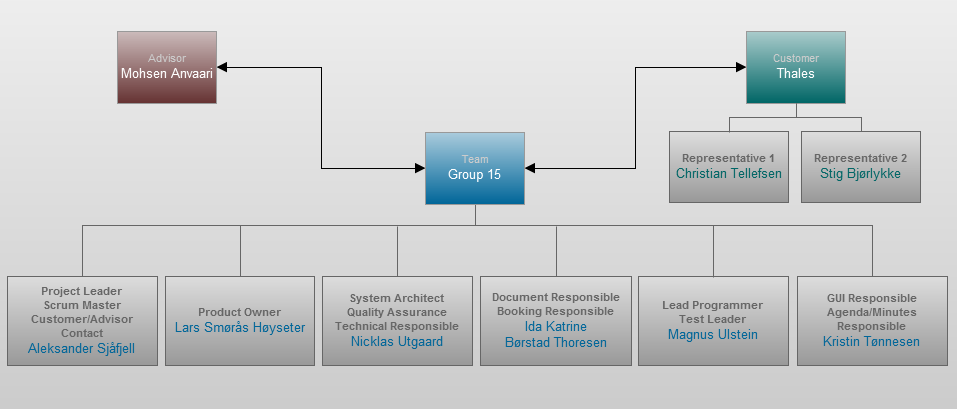 Advisor
Mohsen Anvaari
Customer
Thales
Team
Group 15
Representative 1
Christian Tellefsen
Representative 2
Stig Bjørlykke
Project Leader
Scrum Master
Customer/Advisor
Contact
Aleksander Sjåfjell
Product Owner
Lars Smørås Høyseter
System Architect
Quality Assurance
Technical Responsible
Nicklas Utgaard
Document Responsible
Booking Responsible
Ida Katrine
Børstad Thoresen
Lead Programmer
Test Leader
Magnus Ulstein
GUI Responsible
Agenda/Minutes
Responsible
Kristin Tønnesen